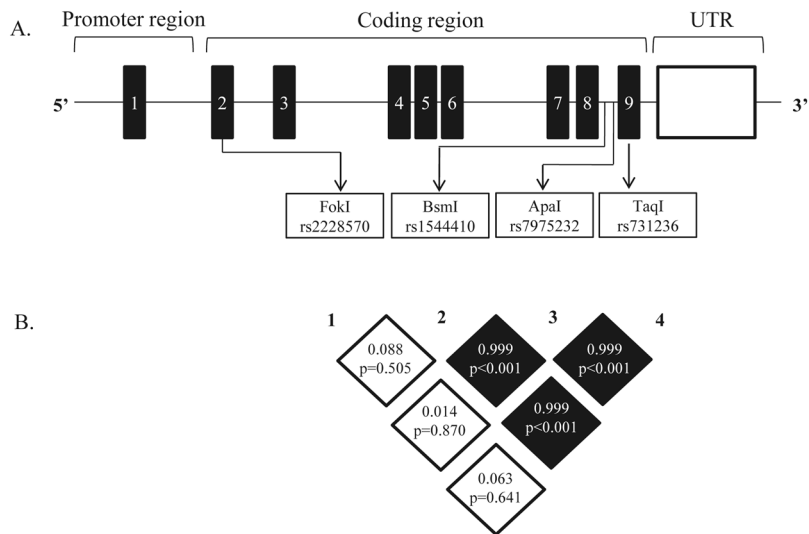 A.
Promoter region Coding region UTR
5’ 1 2 3 4 5 6 7 8 9 3’
FokI BsmI ApaI TaqI
rs2228570 rs1544410 rs7975232 rs731236
B.
1 2 3 4
0.088 0.999 0.999
p=0.505 p<0.001 p<0.001
0.014 0.999
p=0.870 p<0.001
0.063
p=0.641